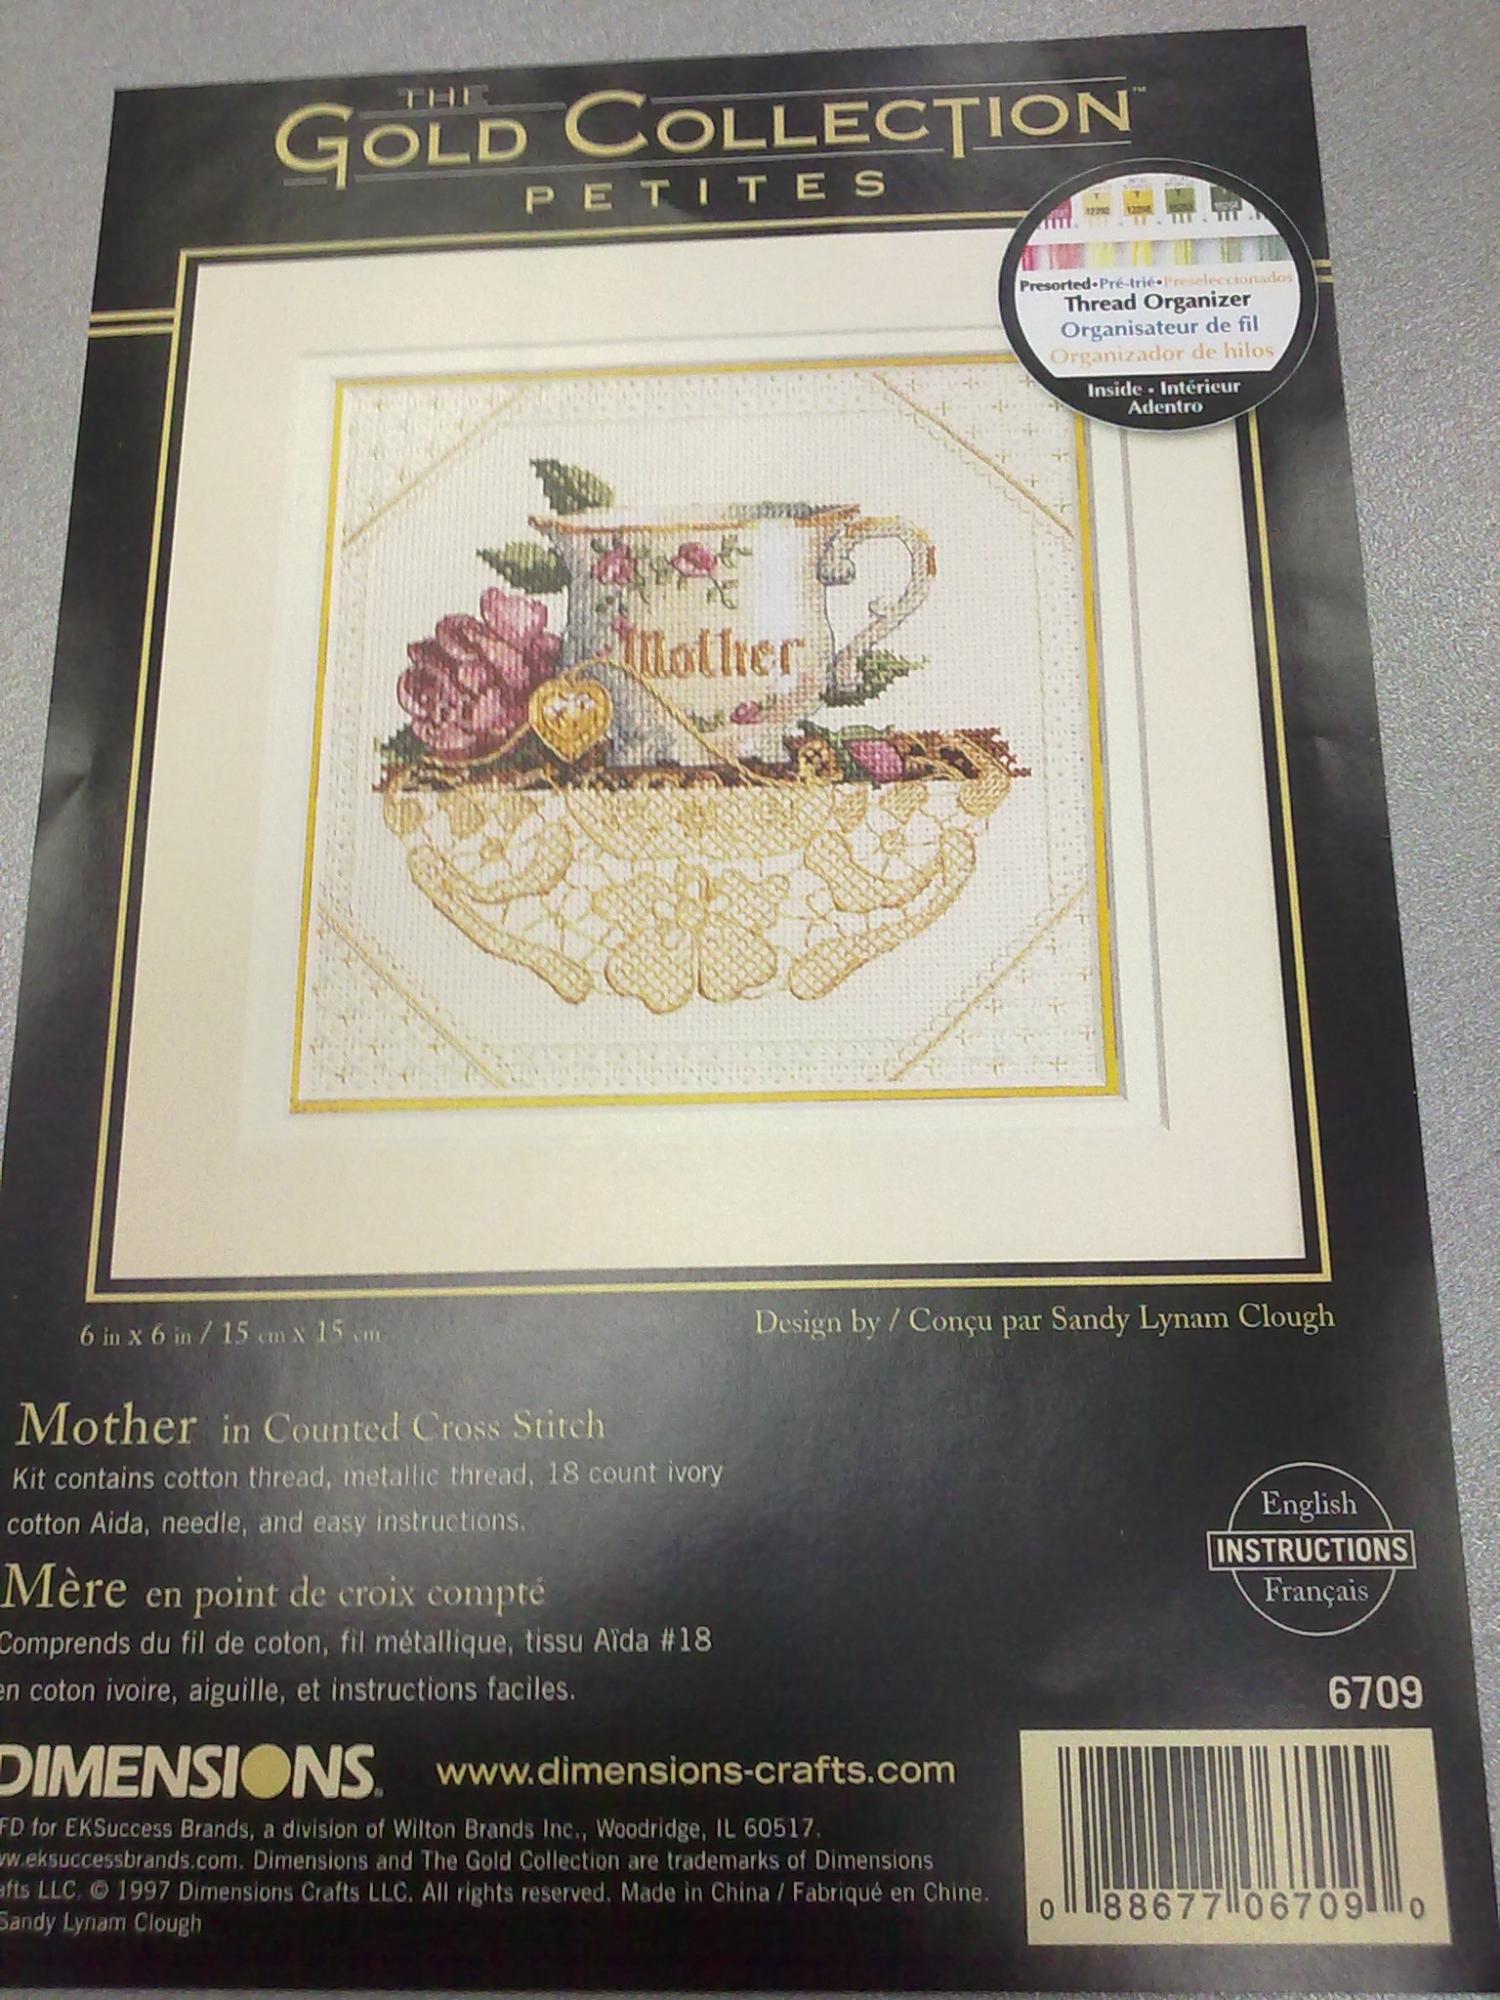 THE
GOLD COLLECTION™
PETITES
T T T T
12292
Presorted•Pré-trié•Preseleccionados
Thread Organizer
Organisateur de fil
Organizador de hilos
Inside • Intérieur
Adentro
Mother
6 in x 6 in / 15 cm x 15 cm
Design by / Conçu par Sandy Lynam Clough
Mother in Counted Cross Stitch
Kit contains cotton thread, metallic thread, 18 count ivory
cotton Aida, needle, and easy instructions.
Mère en point de croix compté
Comprends du fil de coton, fil métallique, tissu Aïda #18
en coton ivoire, aiguille, et instructions faciles.
English
INSTRUCTIONS
Français
6709
DIMENSIONS®
www.dimensions-crafts.com
FD for EKSuccess Brands, a division of Wilton Brands Inc., Woodridge, IL 60517.
w.eksuccessbrands.com. Dimensions and The Gold Collection are trademarks of Dimensions
afts LLC. © 1997 Dimensions Crafts LLC. All rights reserved. Made in China / Fabriqué en Chine.
Sandy Lynam Clough
0 88677 06709 0